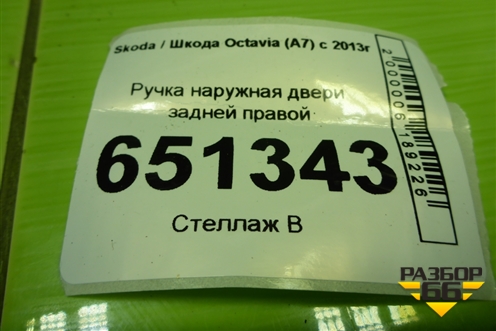 Skoda / Шкода Octavia (A7) с 2013г
Ручка наружная двери
задней правой
651343
Стеллаж В
2000006189226
РАЗБОР
66